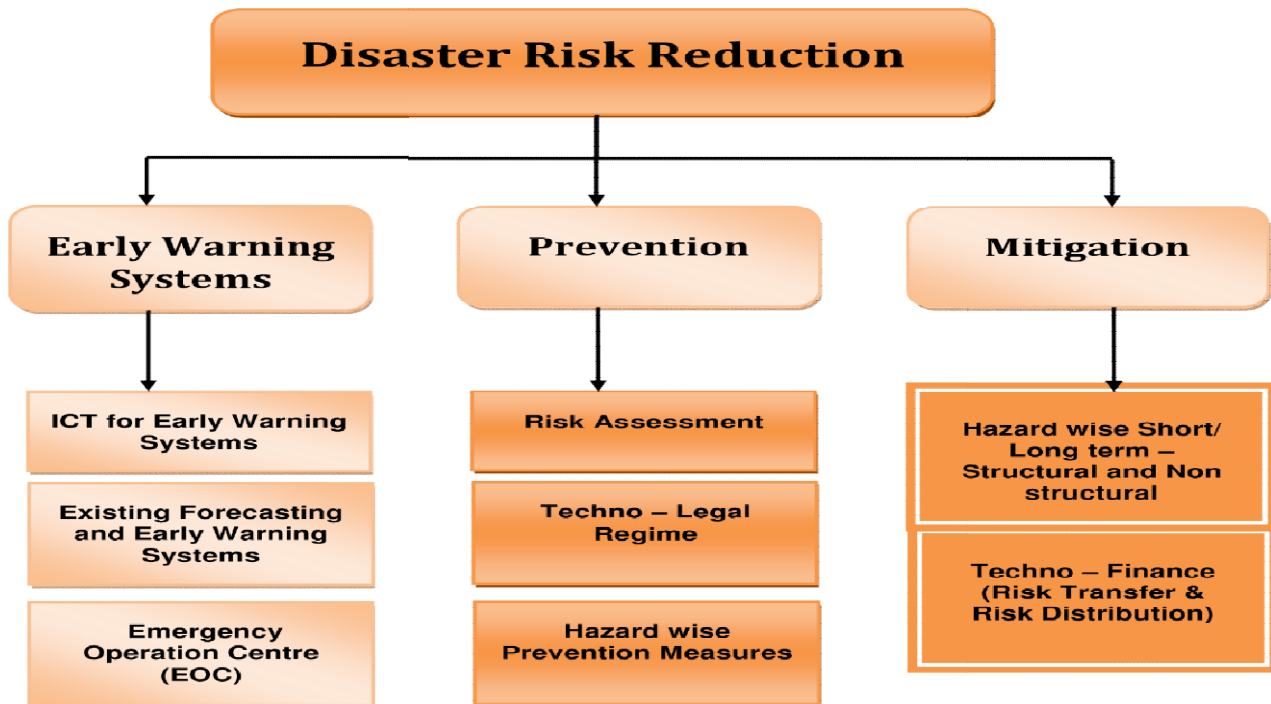 Disaster Risk Reduction
Early Warning
Systems
ICT for Early Warning
Systems
Existing Forecasting
and Early Warning
Systems
Emergency
Operation Centre
(EOC)
Prevention
Risk Assessment
Techno – Legal
Regime
Hazard wise
Prevention Measures
Mitigation
Hazard wise Short/
Long term –
Structural and Non
structural
Techno – Finance
(Risk Transfer &
Risk Distribution)